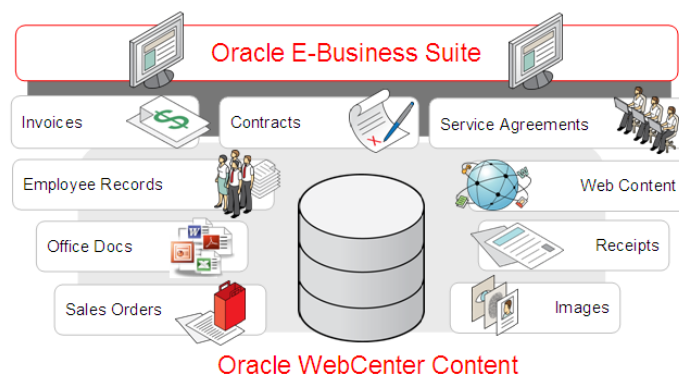 Oracle E-Business Suite
Invoices
Contracts
Service Agreements
Employee Records
Web Content
Office Docs
Receipts
Sales Orders
Images
Oracle WebCenter Content